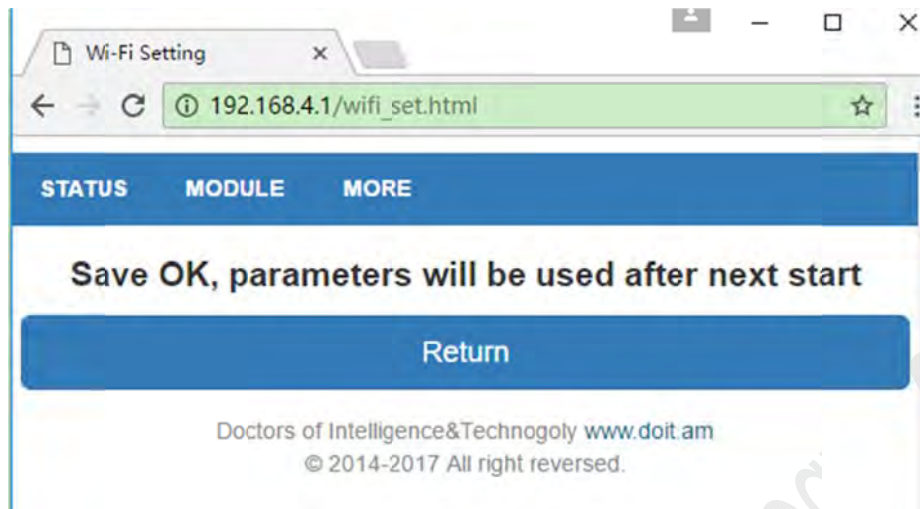 Wi-Fi Setting
192.168.4.1/wifi_set.html
STATUS MODULE MORE
Save OK, parameters will be used after next start
Return
Doctors of Intelligence&Technogoly www.doit.am
© 2014-2017 All right reversed.